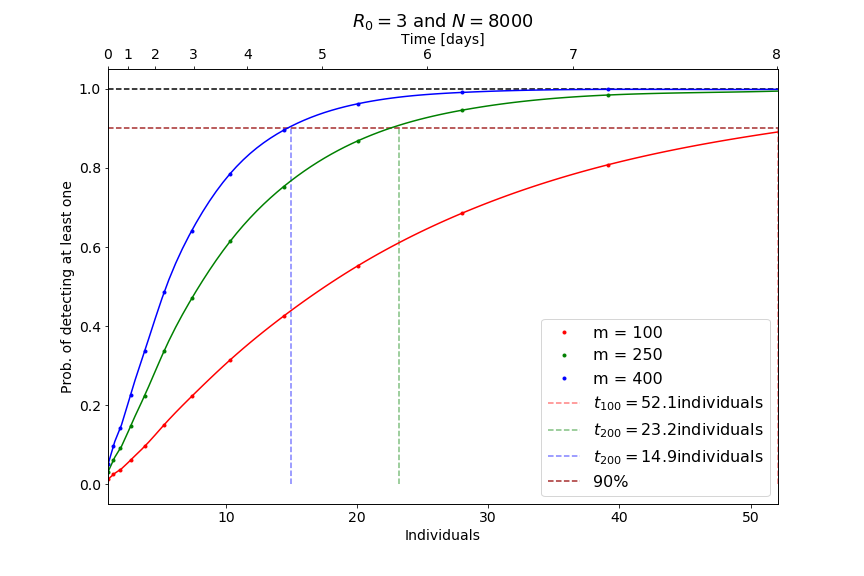 R₀ = 3 and N = 8000
Time [days]
0 1 2 3 4 5 6 7 8
1.0
0.8
0.6
0.4
0.2
0.0
Prob. of detecting at least one
m = 100
m = 250
m = 400
t₁₀₀ = 52.1individuals
t₂₀₀ = 23.2individuals
t₂₀₀ = 14.9individuals
90%
10 20 30 40 50
Individuals